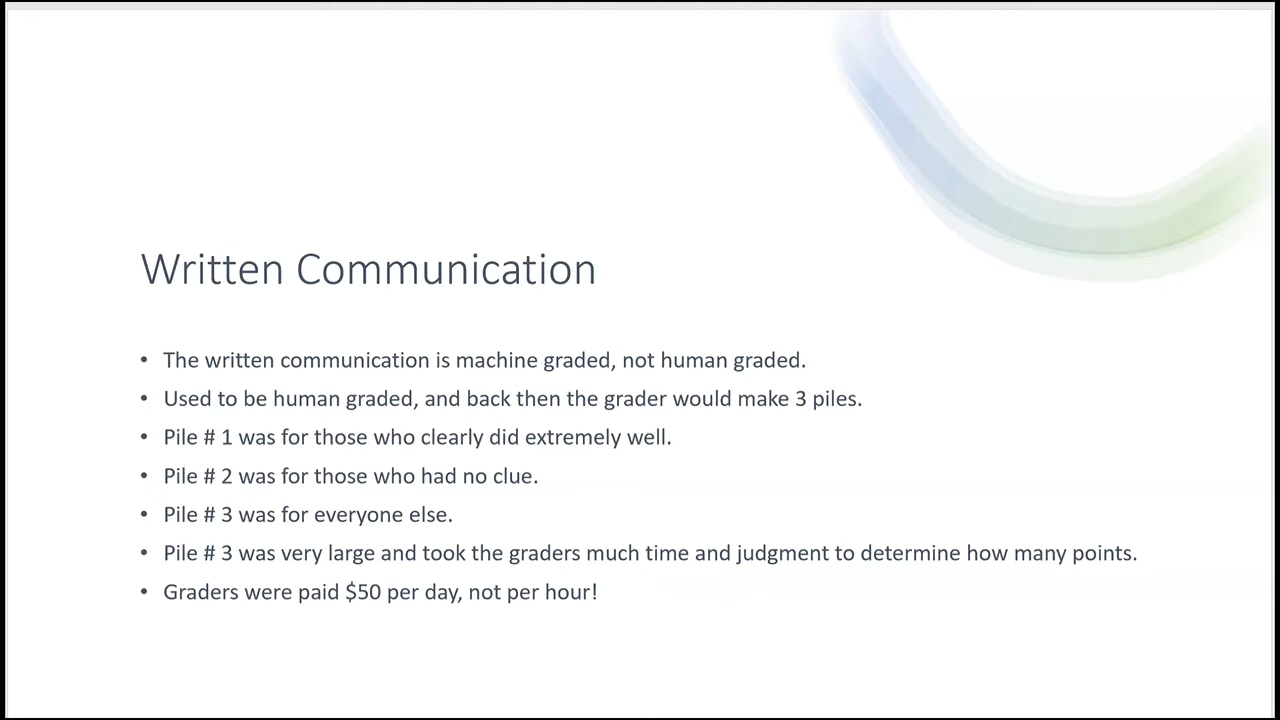 Written Communication
• The written communication is machine graded, not human graded.
• Used to be human graded, and back then the grader would make 3 piles.
• Pile # 1 was for those who clearly did extremely well.
• Pile # 2 was for those who had no clue.
• Pile # 3 was for everyone else.
• Pile # 3 was very large and took the graders much time and judgment to determine how many points.
• Graders were paid $50 per day, not per hour!